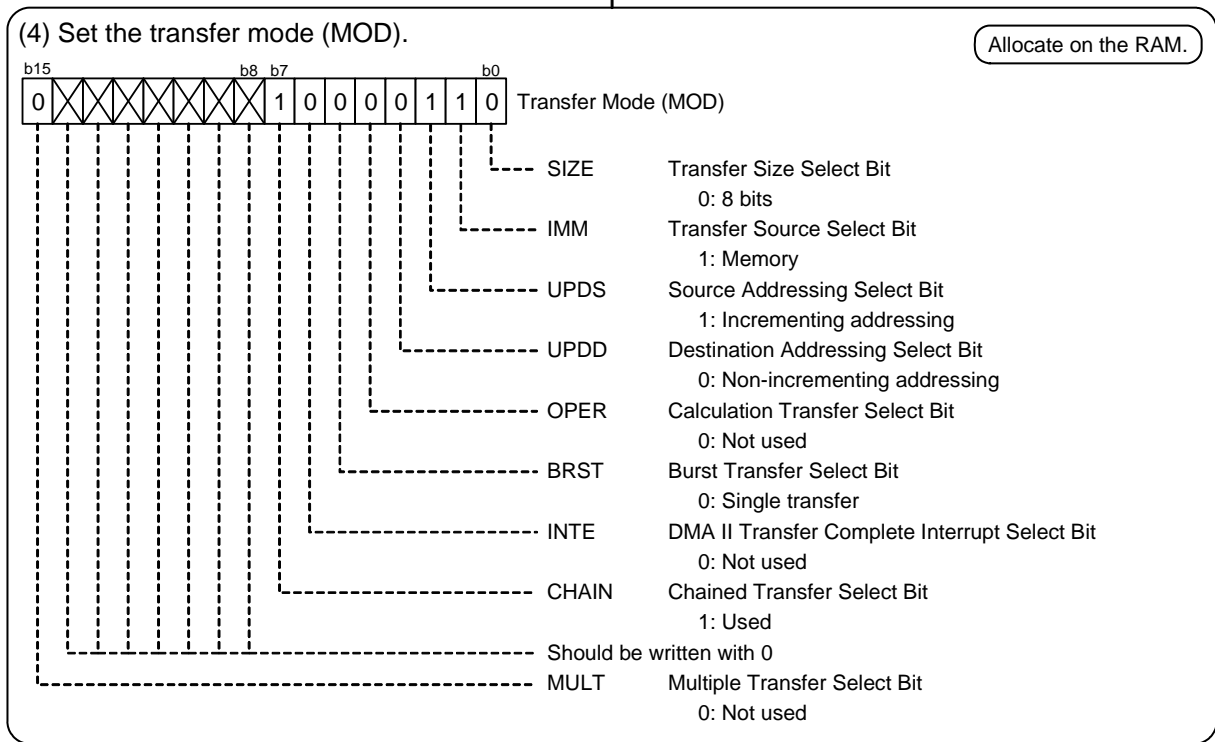 (4) Set the transfer mode (MOD).
Allocate on the RAM.
b15 b8 b7 b0
0 1 0 0 0 0 1 1 0 Transfer Mode (MOD)
SIZE Transfer Size Select Bit
0: 8 bits
IMM Transfer Source Select Bit
1: Memory
UPDS Source Addressing Select Bit
1: Incrementing addressing
UPDD Destination Addressing Select Bit
0: Non-incrementing addressing
OPER Calculation Transfer Select Bit
0: Not used
BRST Burst Transfer Select Bit
0: Single transfer
INTE DMA II Transfer Complete Interrupt Select Bit
0: Not used
CHAIN Chained Transfer Select Bit
1: Used
Should be written with 0
MULT Multiple Transfer Select Bit
0: Not used